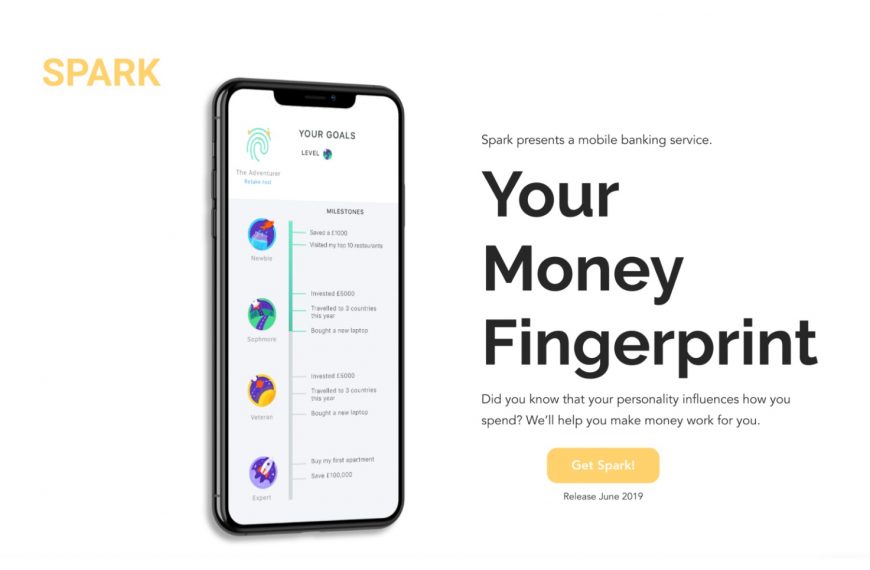 SPARK
YOUR GOALS
LEVEL
The Adventurer
Retake test
MILESTONES
Saved a £1000
Visited my top 10 restaurants
Newbie
Invested £5000
Travelled to 3 countries
this year
Bought a new laptop
Sophmore
Invested £5000
Travelled to 3 countries
this year
Bought a new laptop
Veteran
Buy my first apartment
Save £100,000
Expert
Spark presents a mobile banking service.
Your
Money
Fingerprint
Did you know that your personality influences how you
spend? We’ll help you make money work for you.
Get Spark!
Release June 2019